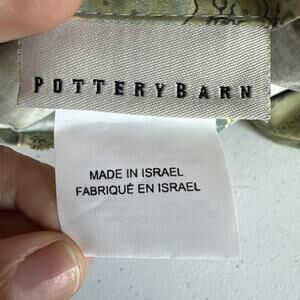 POTTERYBARN
MADE IN ISRAEL
FABRIQUÉ EN ISRAEL